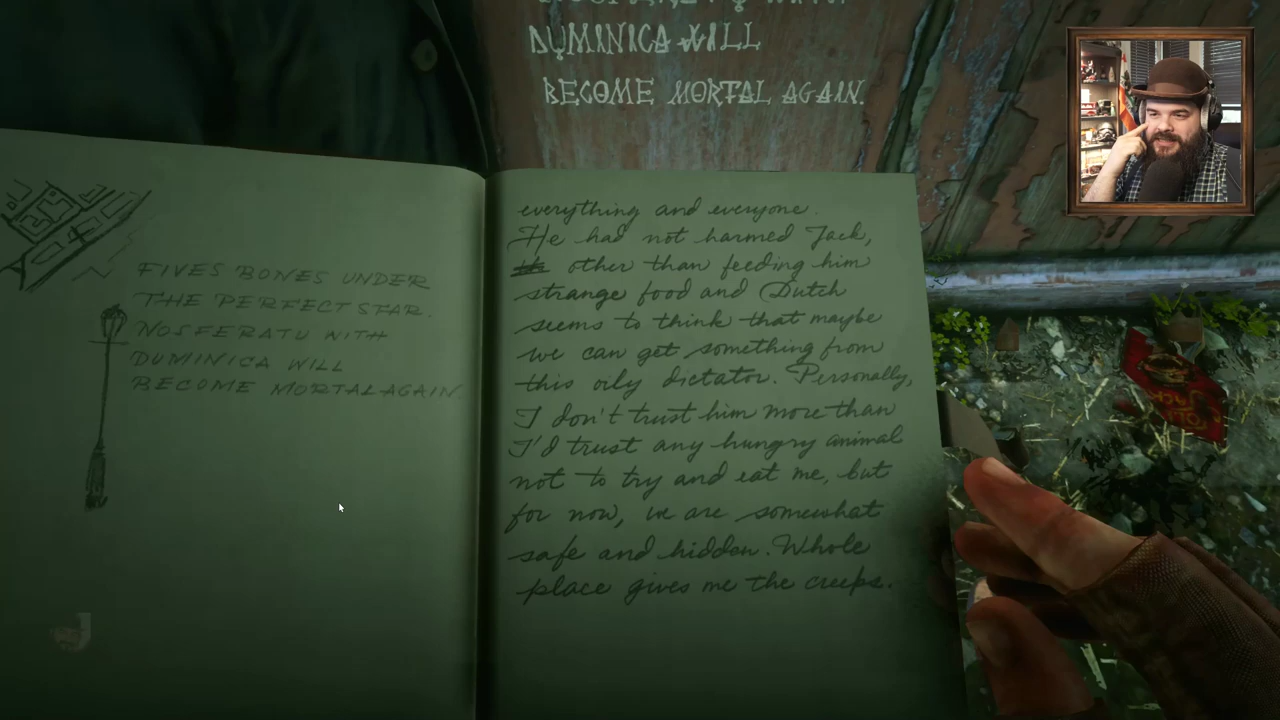 DUMINICA WILL
BECOME MORTAL AGAIN.
FIVES BONES UNDER
THE PERFECT STAR.
NOSFERATU WITH
DUMINICA WILL
BECOME MORTAL AGAIN
everything and everyone.
He had not harmed Jack,
other than feeding him
strange food and Dutch
seems to think that maybe
we can get something from
this oily dictator. Personally,
I don't trust him more than
I'd trust any hungry animal
not to try and eat me, but
for now, we are somewhat
safe and hidden. Whole
place gives me the creeps.